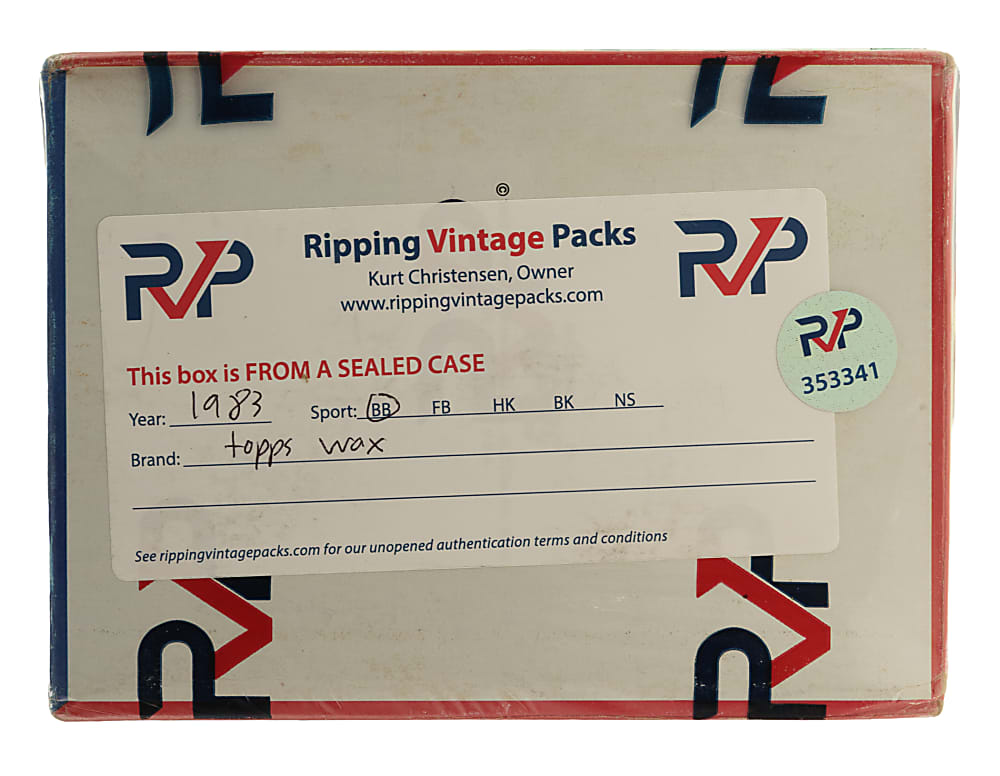 ©
RVP
Ripping Vintage Packs
RVP
Kurt Christensen, Owner
www.rippingvintagepacks.com
RVP
353341
This box is FROM A SEALED CASE
Year: 1983 Sport: BB FB HK BK NS
Brand: topps wax
See rippingvintagepacks.com for our unopened authentication terms and conditions
RVP
RVP